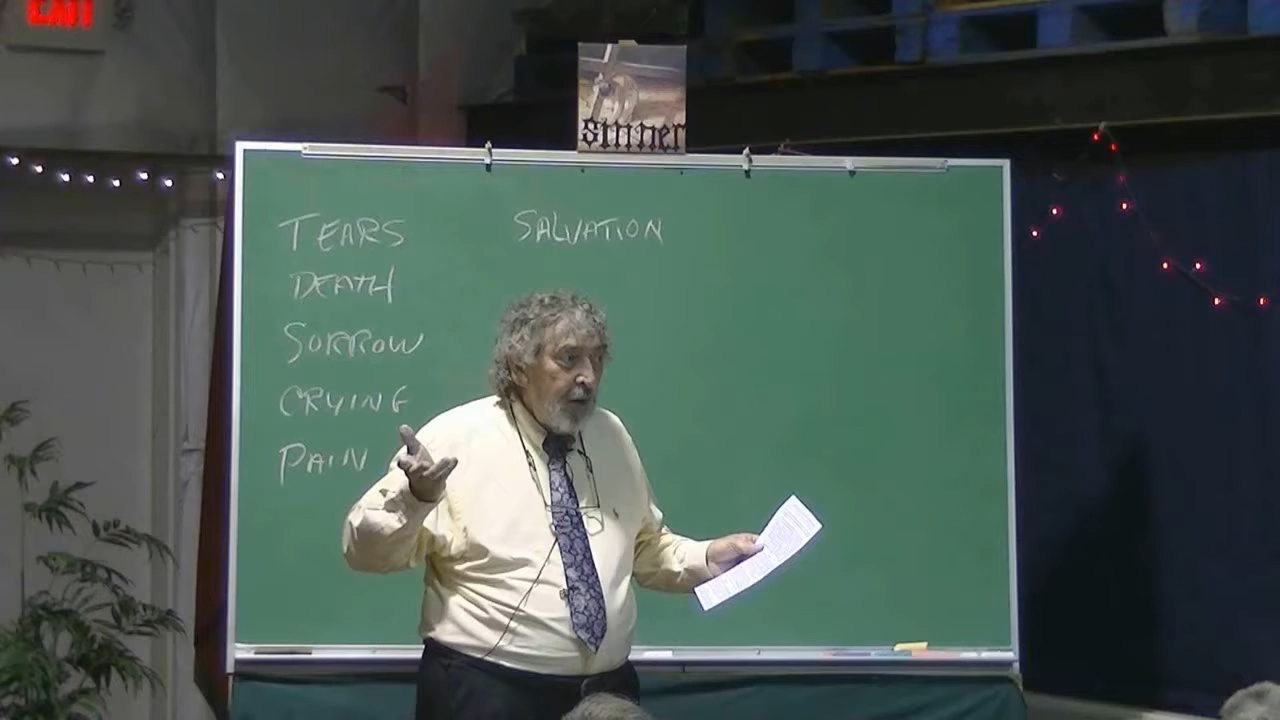 EXIT
sinner
TEARS SALVATION
DEATH
SORROW
CRYING
PAIN